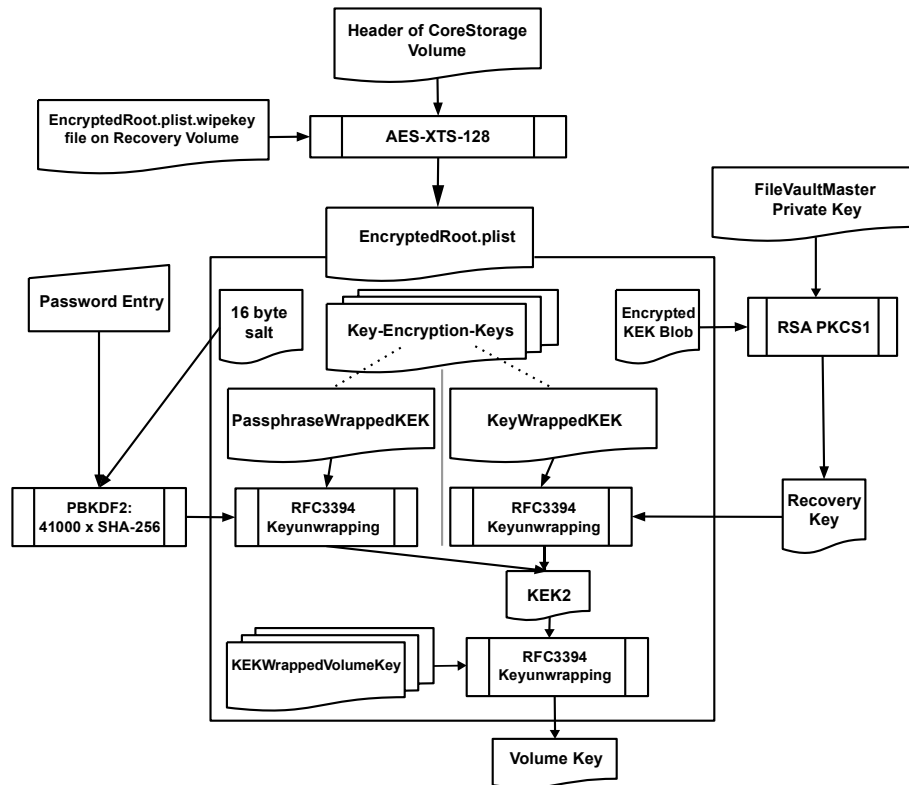 Header of CoreStorage
Volume
EncryptedRoot.plist.wipekey
file on Recovery Volume
AES-XTS-128
FileVaultMaster
Private Key
EncryptedRoot.plist
Password Entry
16 byte
salt
Key-Encryption-Keys
Encrypted
KEK Blob
RSA PKCS1
PassphraseWrappedKEK
KeyWrappedKEK
PBKDF2:
41000 x SHA-256
RFC3394
Keyunwrapping
RFC3394
Keyunwrapping
Recovery
Key
KEK2
KEKWrappedVolumeKey
RFC3394
Keyunwrapping
Volume Key